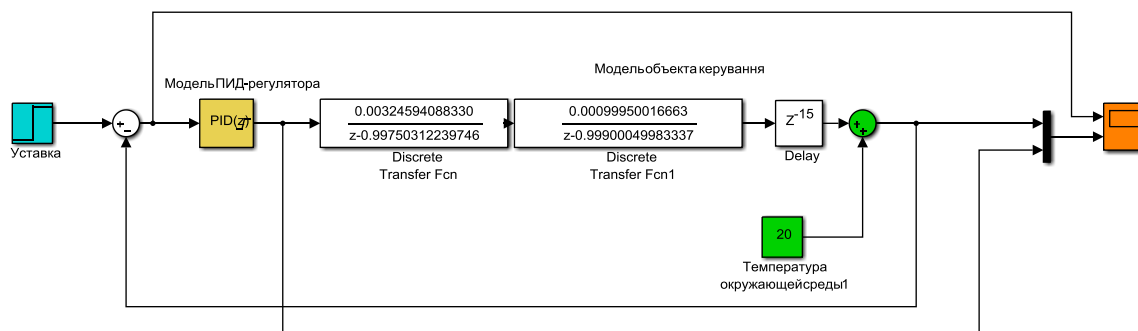 Модель ПИД-регулятора
Модель объекта керування
Уставка
+
-
PID(z)
0.00324594088330
z-0.99750312239746
Discrete
Transfer Fcn
0.00099950016663
z-0.99900049983337
Discrete
Transfer Fcn1
z-15
Delay
+
+
20
Температура
окружающей среды1